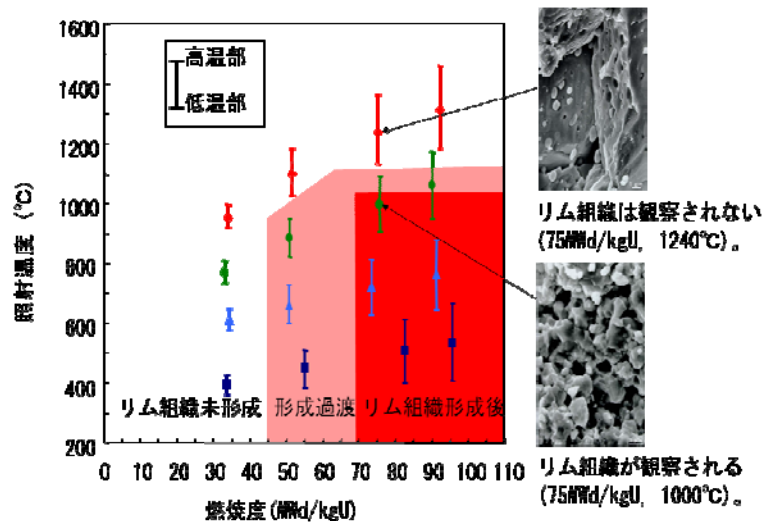 1600
1400
1200
1000
800
600
400
200
照射温度 (℃)
高温部
低温部
リム組織未形成
形成過渡
リム組織形成後
0 10 20 30 40 50 60 70 80 90 100 110
燃焼度(MWd/kgU)
リム組織は観察されない
(75MWd/kgU, 1240℃)。
リム組織が観察される
(75MWd/kgU, 1000℃)。